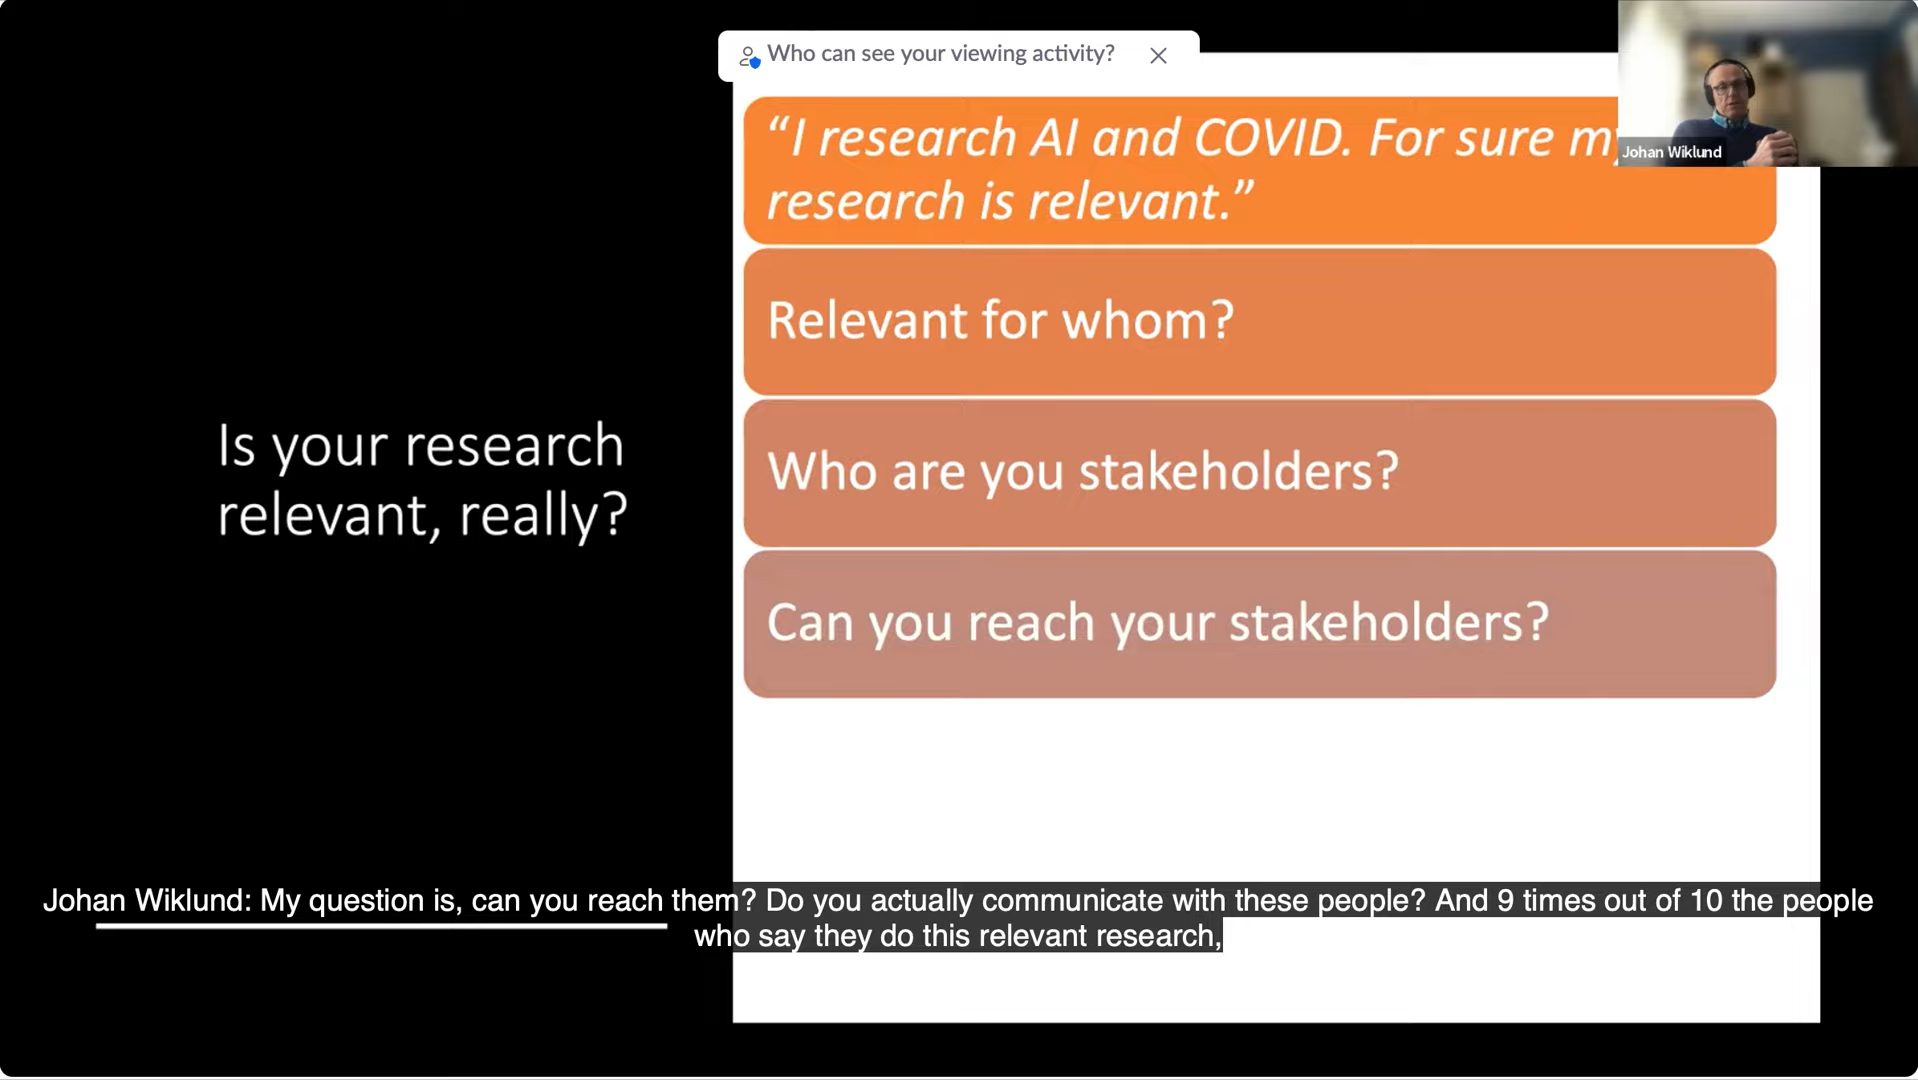 Who can see your viewing activity?
“I research AI and COVID. For sure my
research is relevant.”
Johan Wiklund
Relevant for whom?
Is your research
relevant, really?
Who are you stakeholders?
Can you reach your stakeholders?
Johan Wiklund: My question is, can you reach them? Do you actually communicate with these people? And 9 times out of 10 the people
who say they do this relevant research,